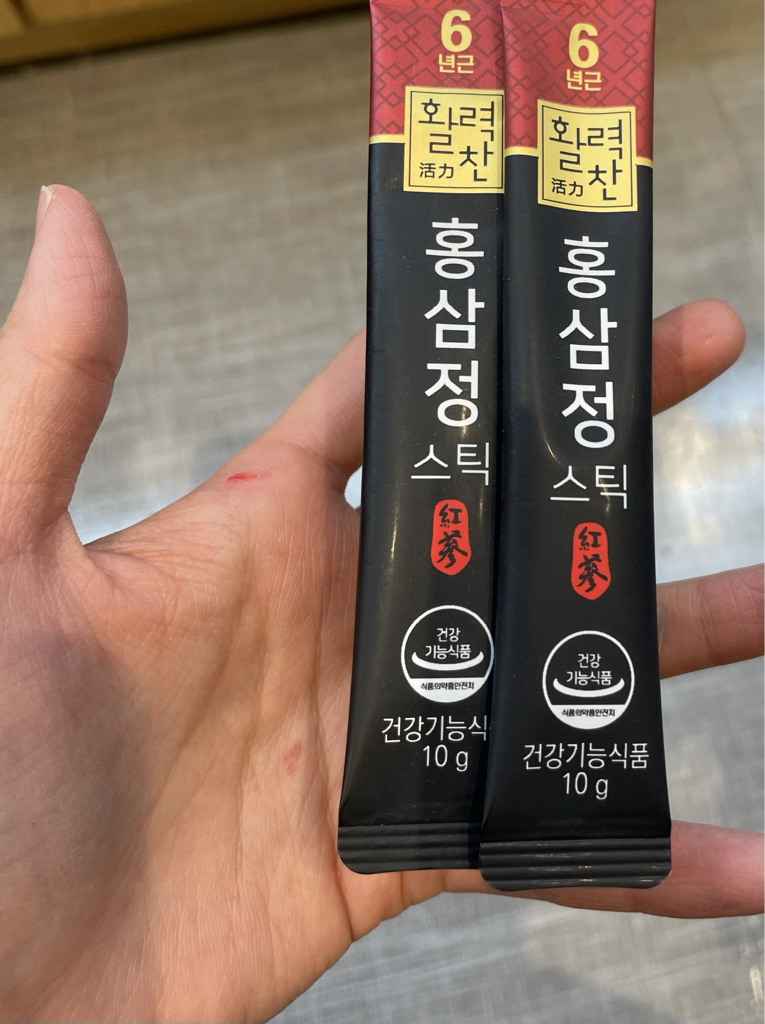 6
년근
활력찬
活力
홍삼정
스틱
紅蔘
건강
기능식품
식품의약품안전처
건강기능식
10 g
6
년근
활력찬
活力
홍삼정
스틱
紅蔘
건강
기능식품
식품의약품안전처
건강기능식품
10 g